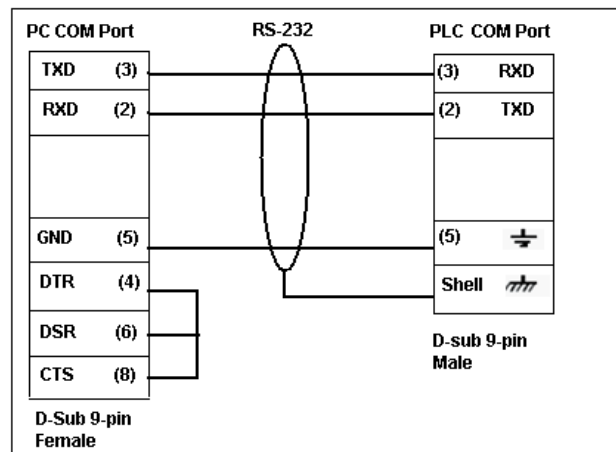 PC COM Port
RS-232
PLC COM Port
TXD (3)
(3) RXD
RXD (2)
(2) TXD
GND (5)
(5)
DTR (4)
Shell
DSR (6)
CTS (8)
D-sub 9-pin
Male
D-Sub 9-pin
Female